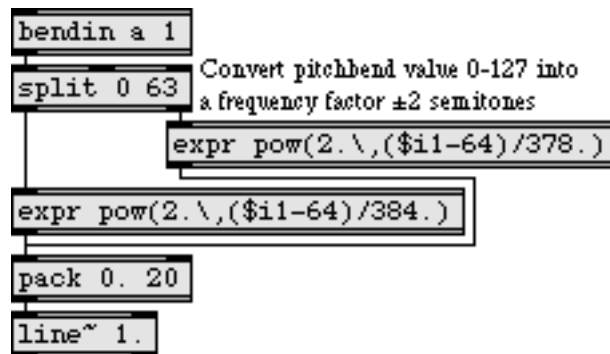 bendin a 1
split 0 63
Convert pitchbend value 0-127 into
a frequency factor ±2 semitones
expr pow(2.\,($i1-64)/378.)
expr pow(2.\,($i1-64)/384.)
pack 0. 20
line~ 1.